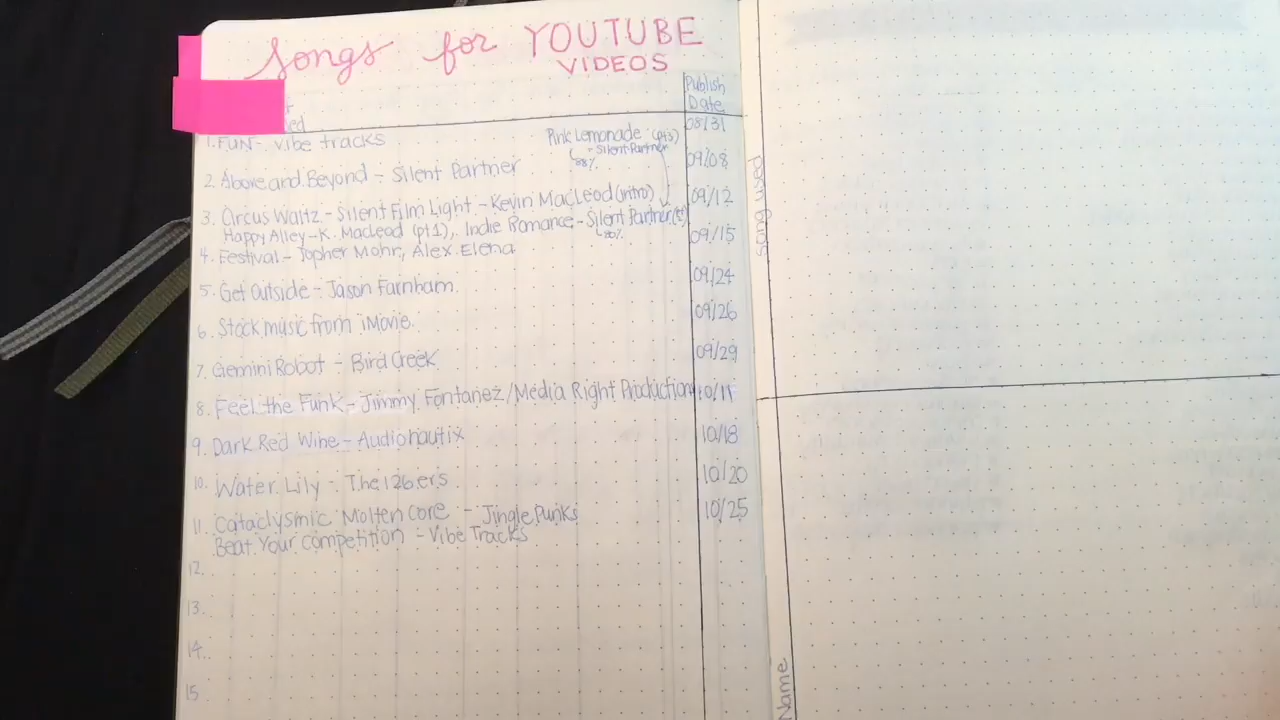 Songs for YOUTUBE
VIDEOS
Publish
Date
1. FUN - Vibe tracks 08/31
Pink Lemonade (pt3)
- Silent Partner
88%
2. Above and Beyond - Silent Partner 09/08
3. Circus Waltz - Silent Film Light - Kevin MacLeod (intro) 09/12
Happy Alley - K. MacLeod (pt1), Indie Romance - Silent Partner
4. Festival - Topher Mohr, Alex Elena 09/15
5. Get Outside - Jason Farnham. 09/24
6. Stock music from iMovie. 09/26
7. Gemini Robot - Bird Creek 09/29
8. Feel the Funk - Jimmy Fontanez/Media Right Production 10/11
9. Dark Red Wine - Audionautix 10/18
10. Water Lily - The 126ers 10/20
11. Cataclysmic Molten Core - Jingle Punks 10/25
Beat Your Competition - Vibe Tracks
12.
13.
14.
15.
song used
Name